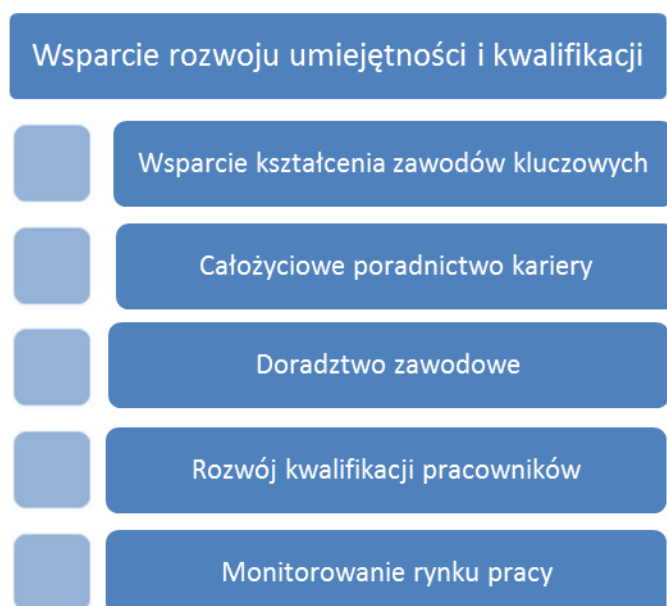 Wsparcie rozwoju umiejętności i kwalifikacji
Wsparcie kształcenia zawodów kluczowych
Całożyciowe poradnictwo kariery
Doradztwo zawodowe
Rozwój kwalifikacji pracowników
Monitorowanie rynku pracy